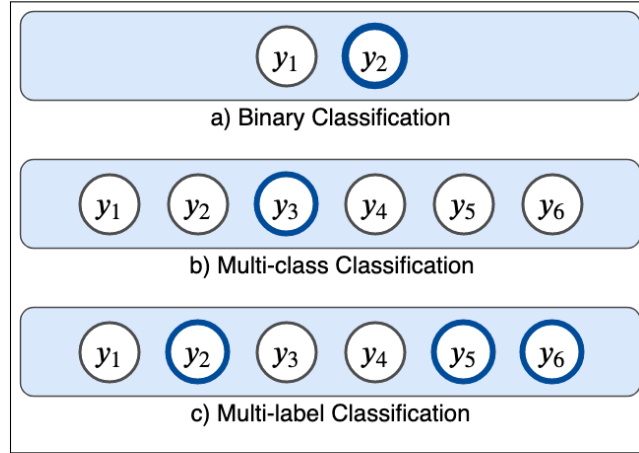 y1 y2
a) Binary Classification
y1 y2 y3 y4 y5 y6
b) Multi-class Classification
y1 y2 y3 y4 y5 y6
c) Multi-label Classification